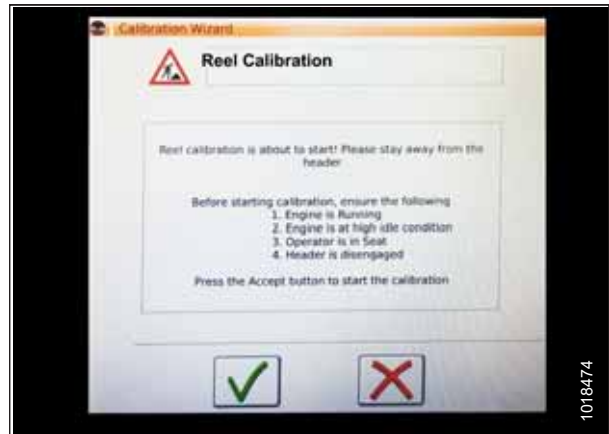 Calibration Wizard
Reel Calibration
Reel calibration is about to start! Please stay away from the
header
Before starting calibration, ensure the following
1. Engine is Running
2. Engine is at high idle condition
3. Operator is in Seat
4. Header is disengaged
Press the Accept button to start the calibration
1018474